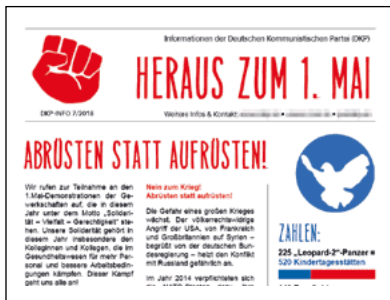 Informationen der Deutschen Kommunistischen Partei (DKP)
HERAUS ZUM 1. MAI
DKP-INFO 7/2018
Weitere Infos & Kontakt:
ABRÜSTEN STATT AUFRÜSTEN!
Wir rufen zur Teilnahme an den
1.Mai-Demonstrationen der Ge-
werkschaften auf, die in diesem
Jahr unter dem Motto „Solidari-
tät – Vielfalt – Gerechtigkeit“ ste-
hen. Unsere Solidarität gehört in
diesem Jahr insbesondere den
Kolleginnen und Kollegen, die im
Gesundheitswesen für mehr Per-
sonal und bessere Arbeitsbedin-
gungen kämpfen. Dieser Kampf
geht uns alle an!
Nein zum Krieg!
Abrüsten statt aufrüsten!
Die Gefahr eines großen Krieges
wächst. Der völkerrechtswidrige
Angriff der USA, von Frankreich
und Großbritannien auf Syrien –
begrüßt von der deutschen Bun-
desregierung – heizt den Konflikt
mit Russland gefährlich an.
Im Jahr 2014 verpflichteten sich
ZAHLEN:
225 „Leopard-2“-Panzer =
520 Kindertagesstätten